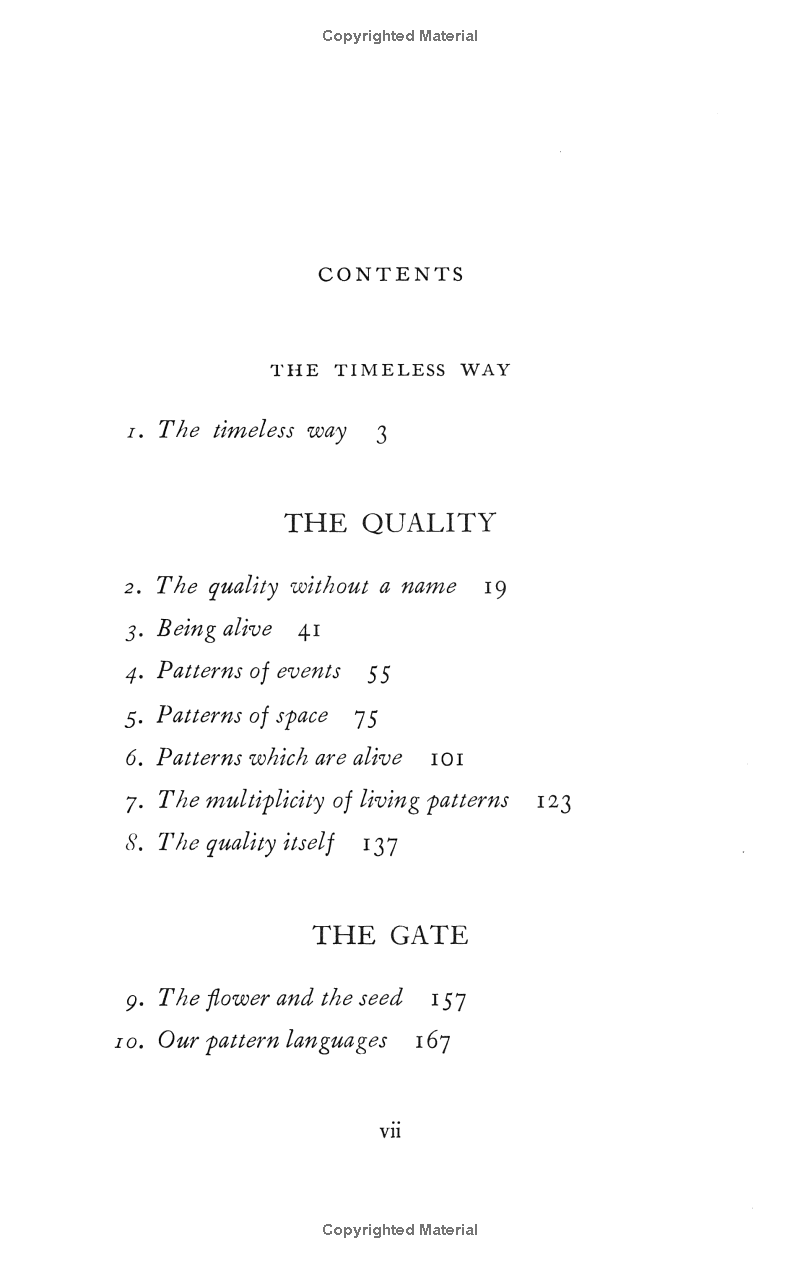 Copyrighted Material
CONTENTS
THE TIMELESS WAY
1. The timeless way 3
THE QUALITY
2. The quality without a name 19
3. Being alive 41
4. Patterns of events 55
5. Patterns of space 75
6. Patterns which are alive 101
7. The multiplicity of living patterns 123
8. The quality itself 137
THE GATE
9. The flower and the seed 157
10. Our pattern languages 167
vii
Copyrighted Material